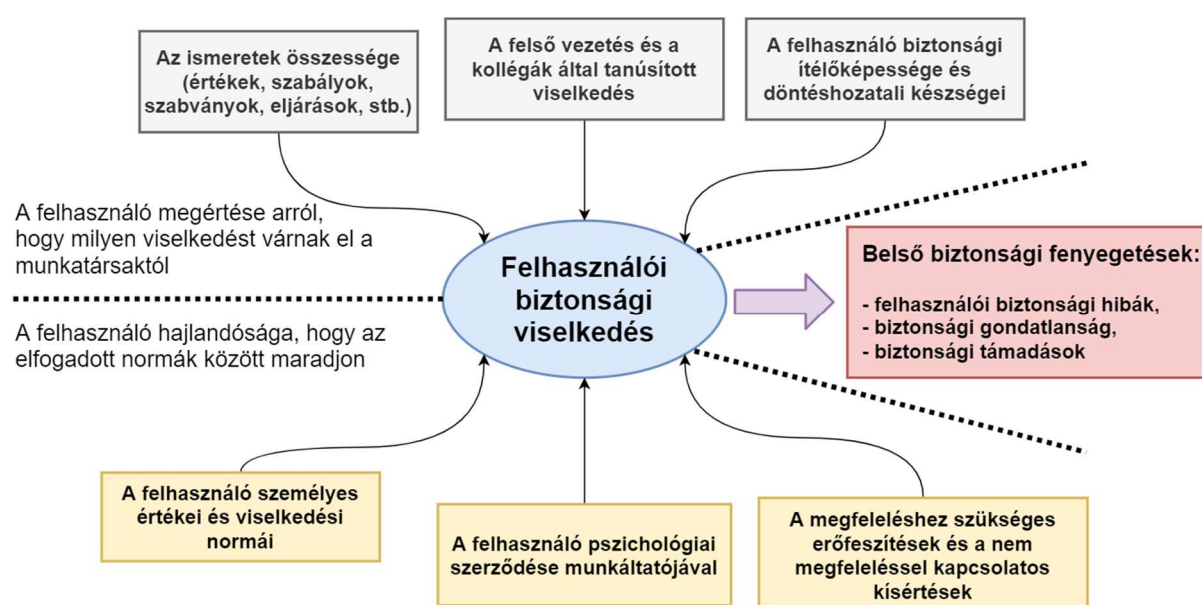 Az ismeretek összessége
(értékek, szabályok,
szabványok, eljárások, stb.)
A felső vezetés és a
kollégák által tanúsított
viselkedés
A felhasználó biztonsági
ítélőképessége és
döntéshozatali készségei
A felhasználó megértése arról,
hogy milyen viselkedést várnak el a
munkatársaktól
Felhasználói
biztonsági
viselkedés
Belső biztonsági fenyegetések:
- felhasználói biztonsági hibák,
- biztonsági gondatlanság,
- biztonsági támadások
A felhasználó hajlandósága, hogy az
elfogadott normák között maradjon
A felhasználó személyes
értékei és viselkedési
normái
A felhasználó pszichológiai
szerződése munkáltatójával
A megfeleléshez szükséges
erőfeszítések és a nem
megfeleléssel kapcsolatos
kísértések